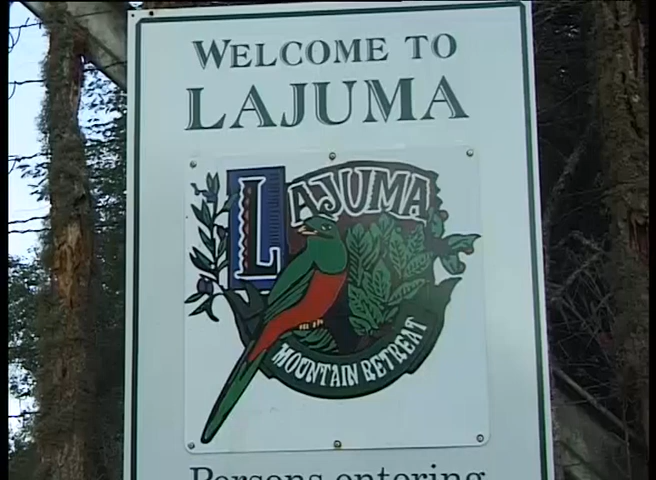 WELCOME TO
LAJUMA
L
LAJUMA
MOUNTAIN RETREAT
Persons entering